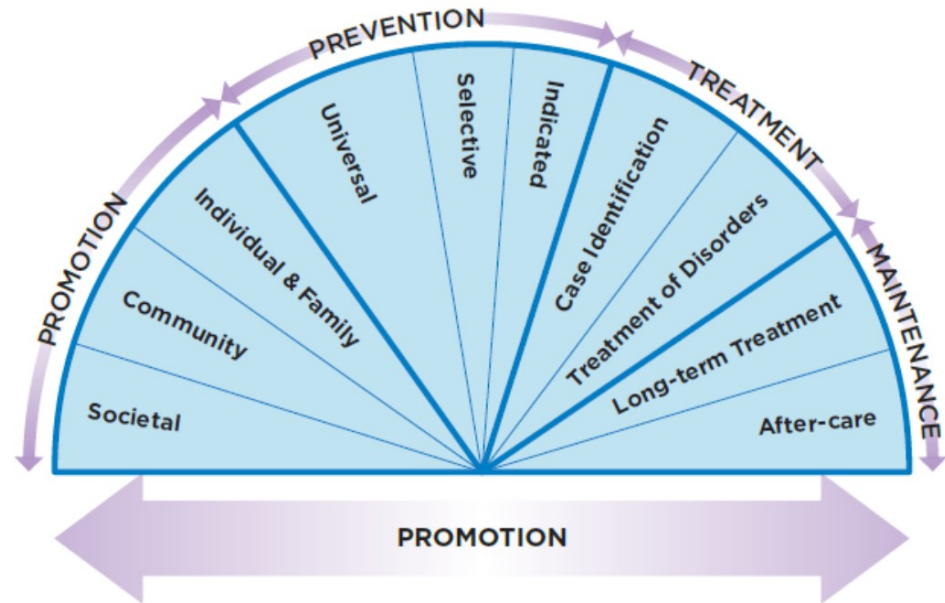 PROMOTION
PREVENTION
TREATMENT
MAINTENANCE
Societal
Community
Individual & Family
Universal
Selective
Indicated
Case Identification
Treatment of Disorders
Long-term Treatment
After-care
PROMOTION